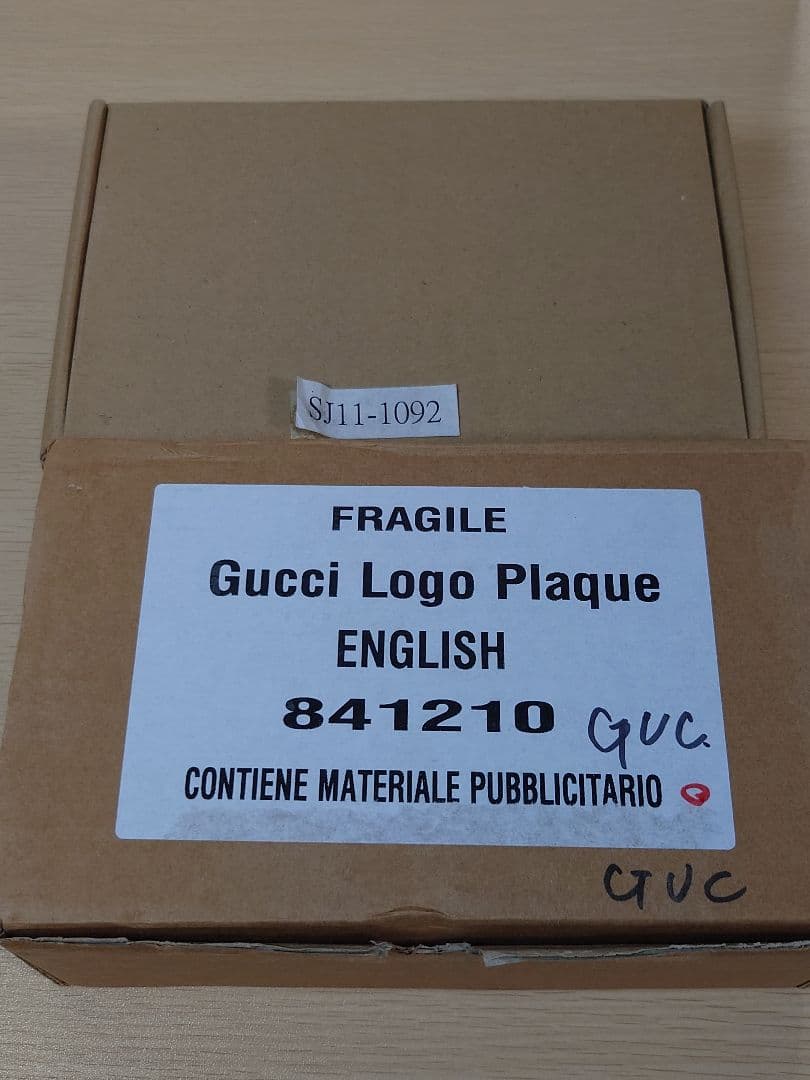 SJ11-1092
FRAGILE
Gucci Logo Plaque
ENGLISH
841210 GUC
CONTIENE MATERIALE PUBBLICITARIO
GUC